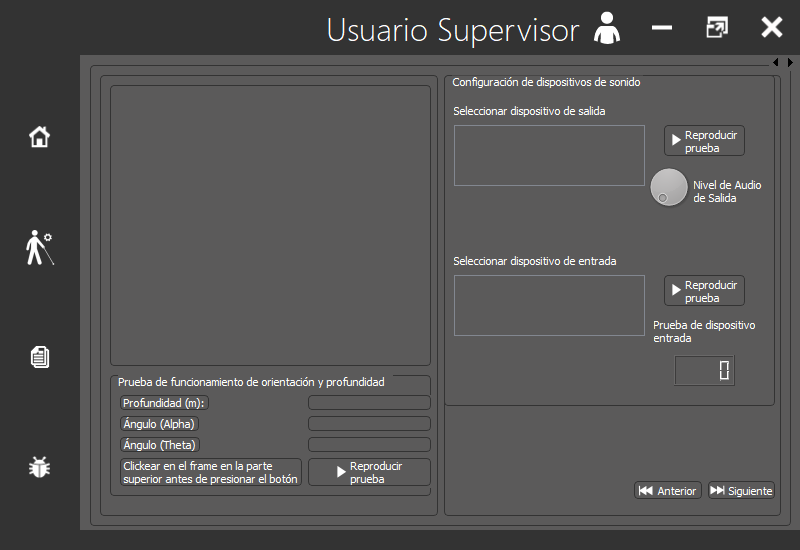 Usuario Supervisor
Configuración de dispositivos de sonido
Seleccionar dispositivo de salida
Reproducir
prueba
Nivel de Audio
de Salida
Seleccionar dispositivo de entrada
Reproducir
prueba
Prueba de dispositivo
entrada
0
Prueba de funcionamiento de orientación y profundidad
Profundidad (m):
Ángulo (Alpha)
Ángulo (Theta)
Clickear en el frame en la parte
superior antes de presionar el botón
Reproducir
prueba
Anterior
Siguiente